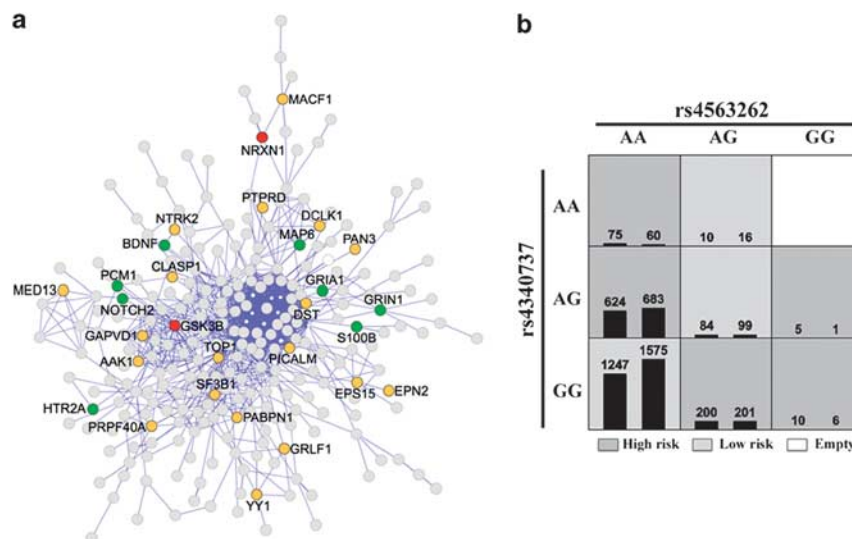 a
MACF1
NRXN1
PTPRD
NTRK2
DCLK1
BDNF
MAP6
PAN3
CLASP1
PCM1
MED13
GRIA1
GRIN1
NOTCH2
DST
GSK3B
S100B
GAPVD1
TOP1
PICALM
AAK1
SF3B1
EPS15
EPN2
HTR2A
PABPN1
PRPF40A
GRLF1
YY1
b
rs4563262
AA AG GG
rs4340737
AA
75 60 10 16
AG
624 683 84 99 5 1
GG
1247 1575 200 201 10 6
High risk Low risk Empty